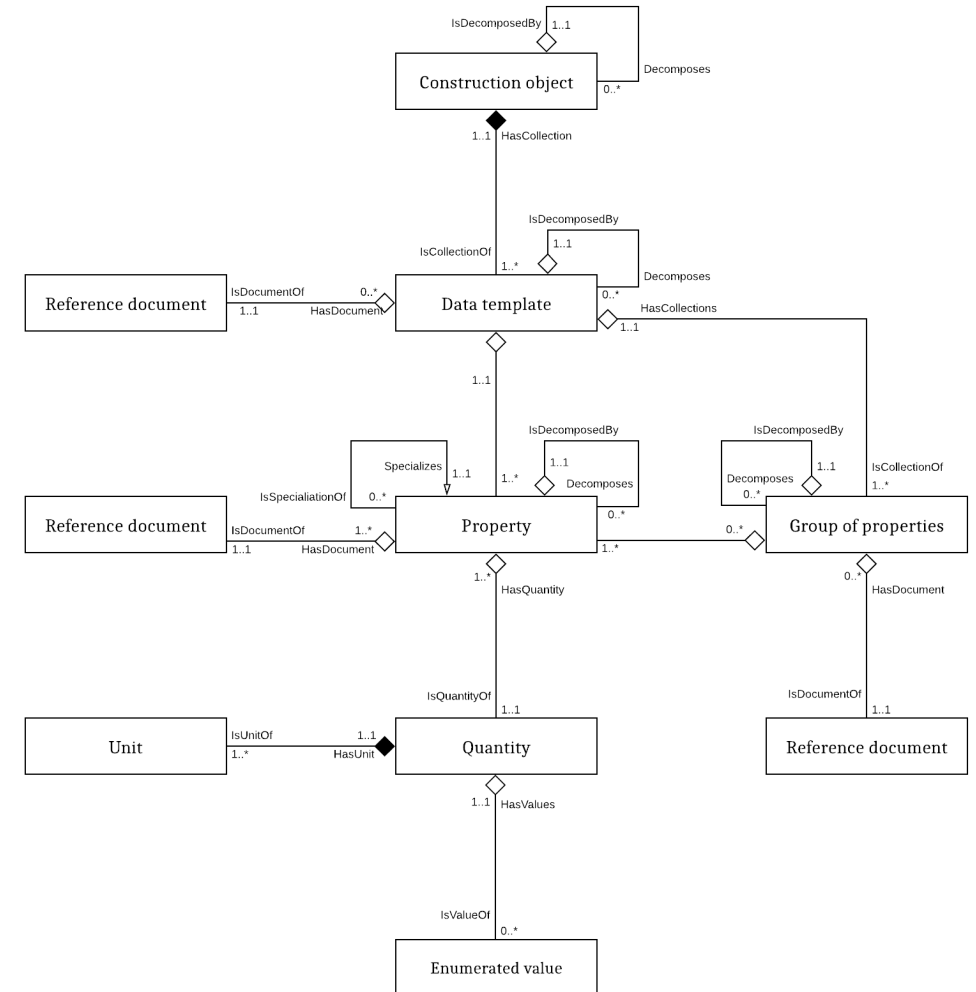 IsDecomposedBy
1..1
Construction object
Decomposes
0..*
1..1
HasCollection
IsDecomposedBy
1..1
IsCollectionOf
1..*
Decomposes
0..*
Reference document
IsDocumentOf
1..1
0..*
HasDocument
Data template
HasCollections
1..1
1..1
IsDecomposedBy
1..1
Decomposes
0..*
Specializes
1..1
IsSpecialiationOf
0..*
1..*
IsDecomposedBy
1..1
Decomposes
0..*
IsCollectionOf
1..*
Reference document
IsDocumentOf
1..1
1..*
HasDocument
Property
1..*
0..*
Group of properties
1..*
HasQuantity
0..*
HasDocument
IsQuantityOf
1..1
IsDocumentOf
1..1
Unit
IsUnitOf
1..*
1..1
HasUnit
Quantity
Reference document
1..1
HasValues
IsValueOf
0..*
Enumerated value